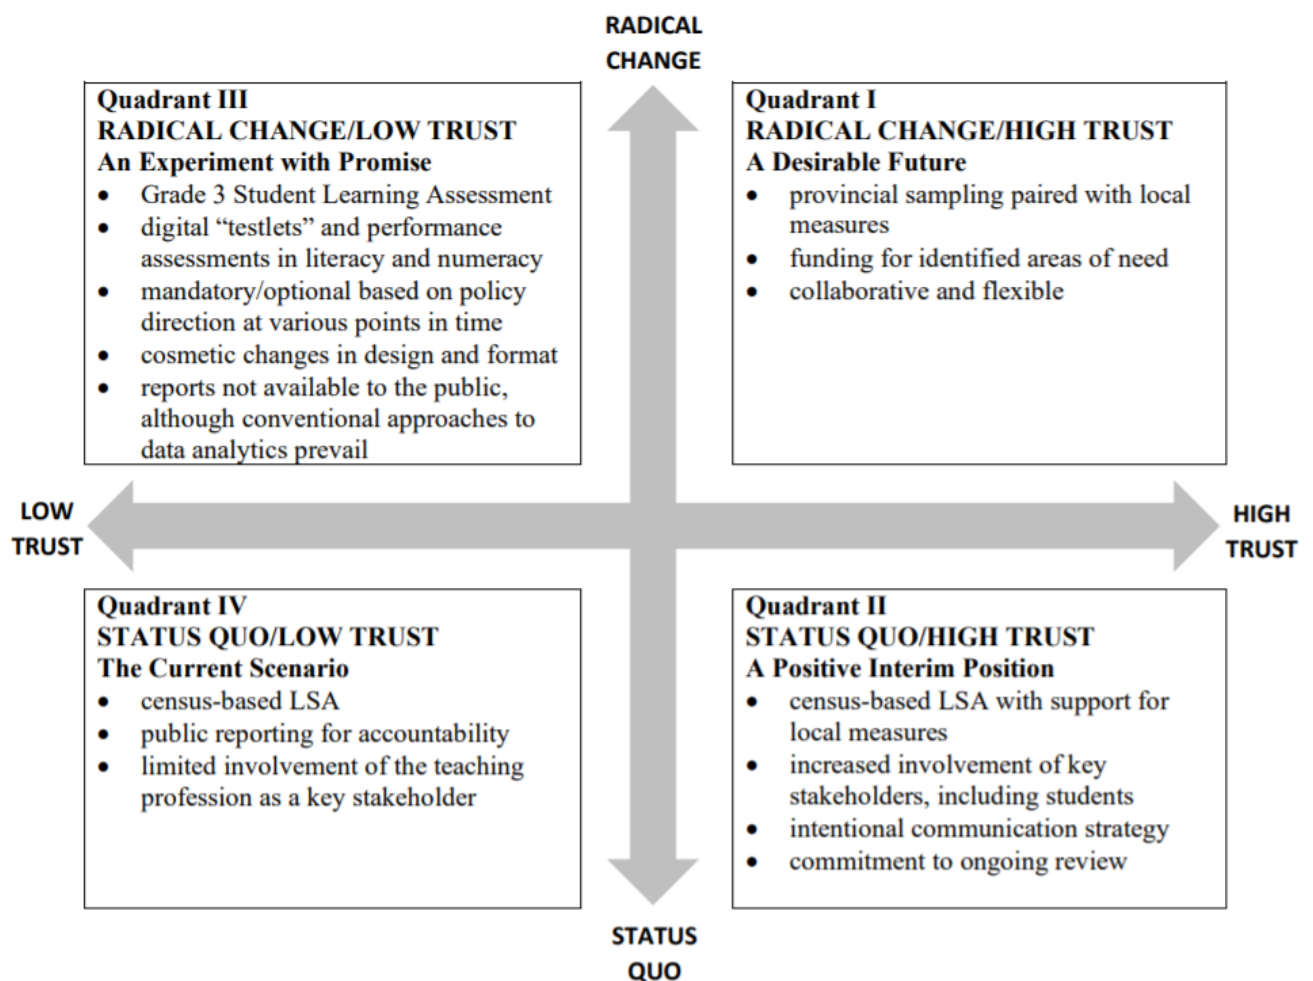 RADICAL
CHANGE
Quadrant III
RADICAL CHANGE/LOW TRUST
An Experiment with Promise
• Grade 3 Student Learning Assessment
• digital “testlets” and performance
assessments in literacy and numeracy
• mandatory/optional based on policy
direction at various points in time
• cosmetic changes in design and format
• reports not available to the public,
although conventional approaches to
data analytics prevail
Quadrant I
RADICAL CHANGE/HIGH TRUST
A Desirable Future
• provincial sampling paired with local
measures
• funding for identified areas of need
• collaborative and flexible
LOW
TRUST
HIGH
TRUST
Quadrant IV
STATUS QUO/LOW TRUST
The Current Scenario
• census-based LSA
• public reporting for accountability
• limited involvement of the teaching
profession as a key stakeholder
Quadrant II
STATUS QUO/HIGH TRUST
A Positive Interim Position
• census-based LSA with support for
local measures
• increased involvement of key
stakeholders, including students
• intentional communication strategy
• commitment to ongoing review
STATUS
QUO